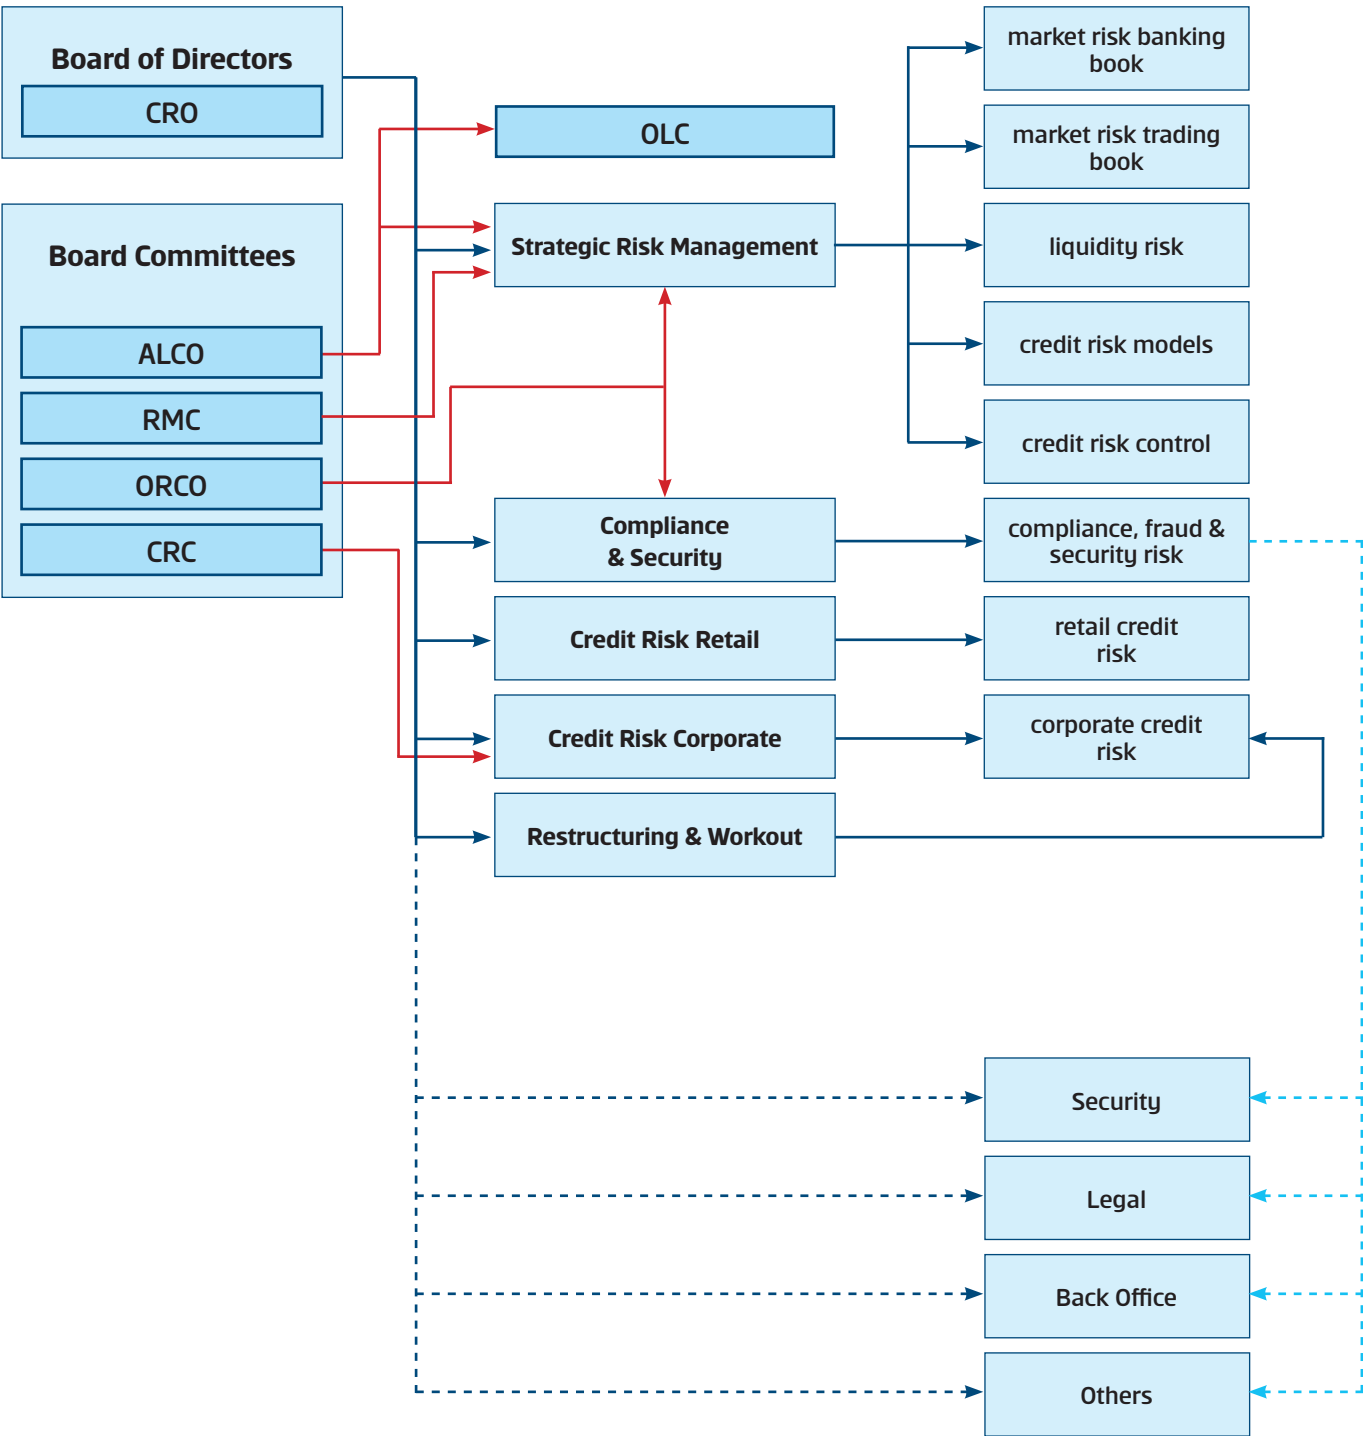 Board of Directors
CRO
Board Committees
ALCO
RMC
ORCO
CRC
OLC
Strategic Risk Management
Compliance
& Security
Credit Risk Retail
Credit Risk Corporate
Restructuring & Workout
market risk banking
book
market risk trading
book
liquidity risk
credit risk models
credit risk control
compliance, fraud &
security risk
retail credit
risk
corporate credit
risk
Security
Legal
Back Office
Others